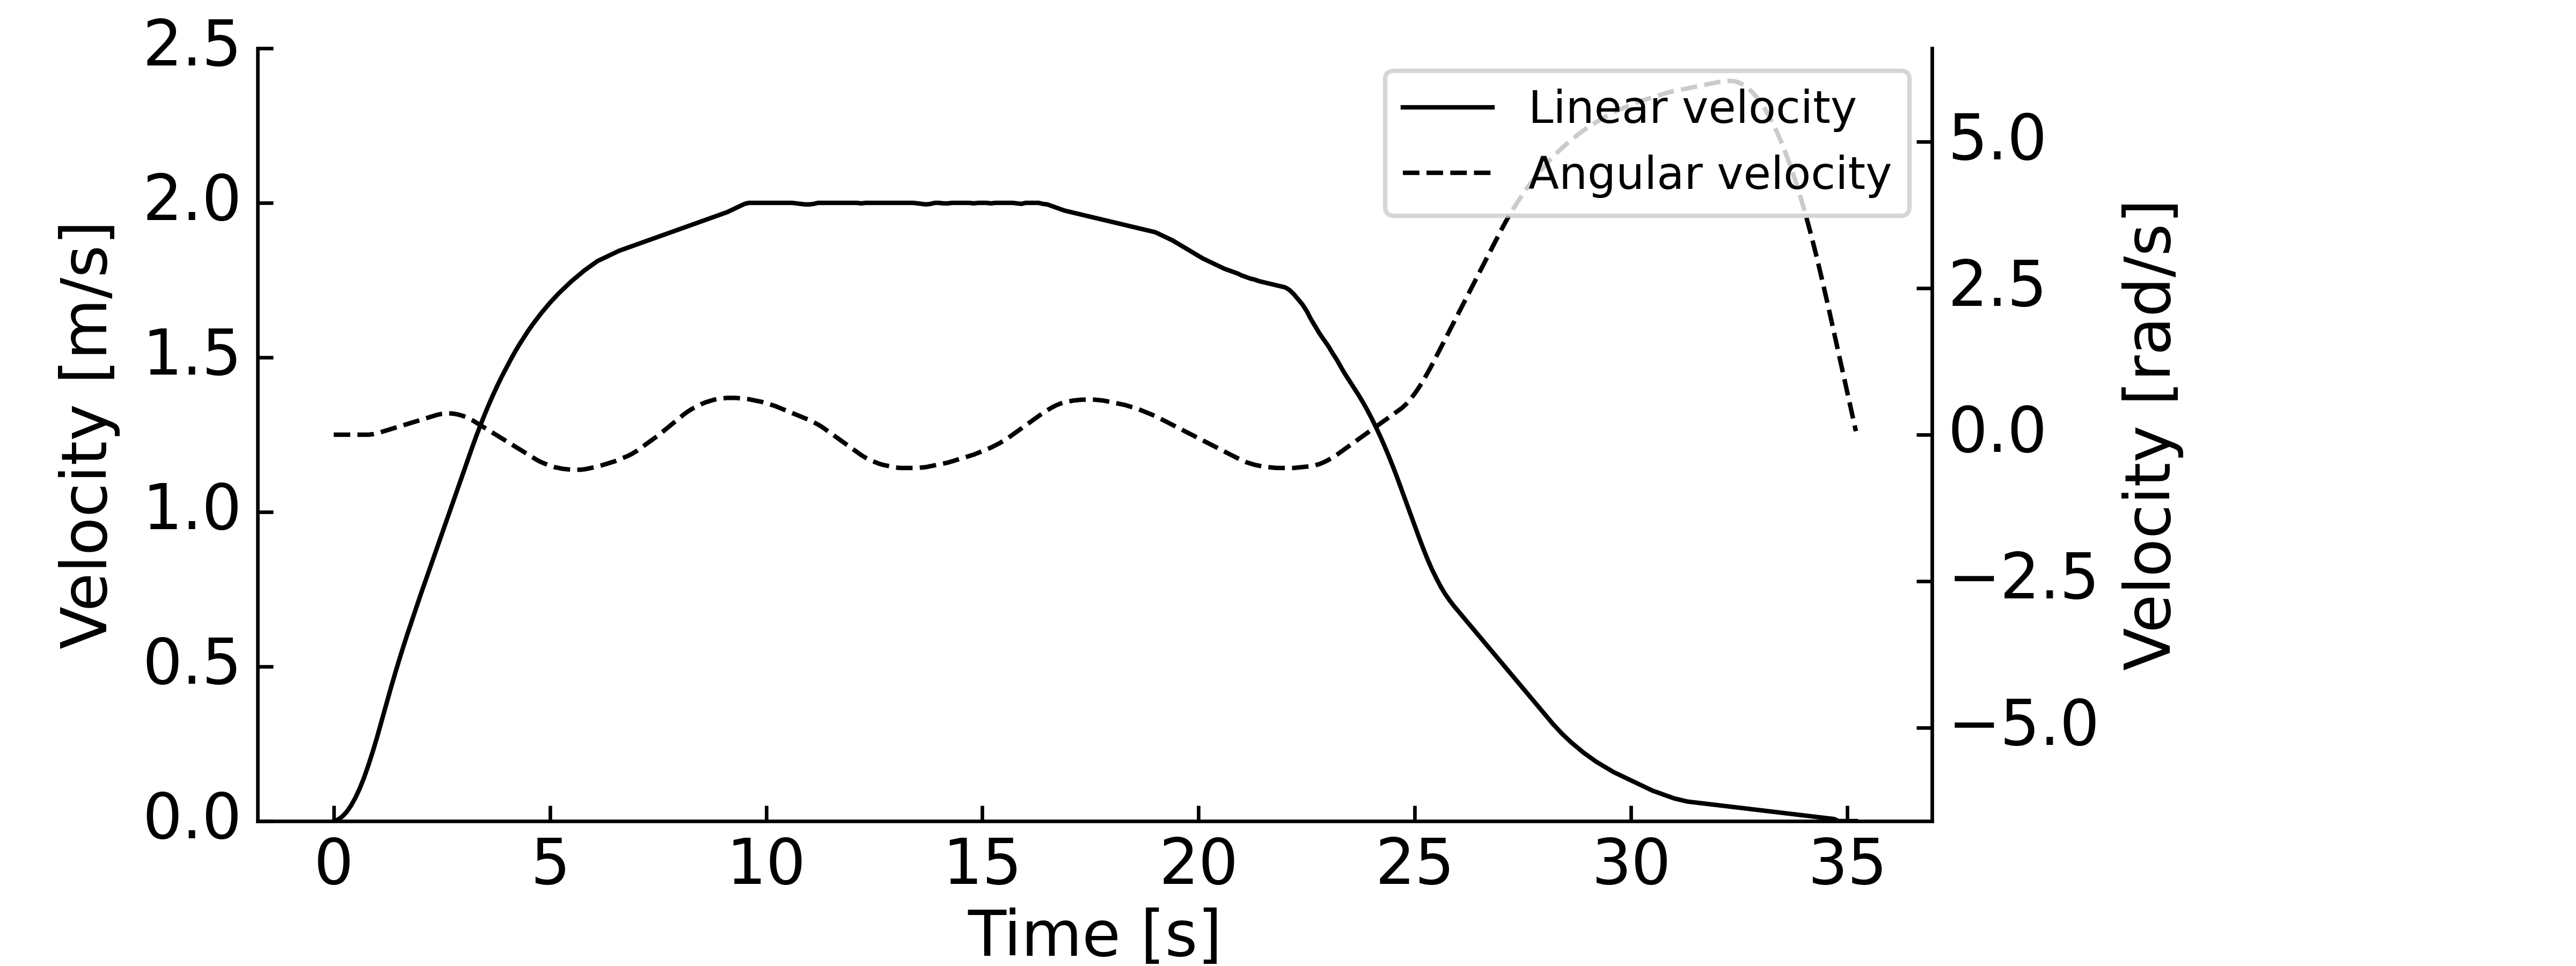 2.5
2.0
1.5
1.0
0.5
0.0
Velocity [m/s]
Linear velocity
Angular velocity
5.0
2.5
0.0
−2.5
−5.0
Velocity [rad/s]
0 5 10 15 20 25 30 35
Time [s]